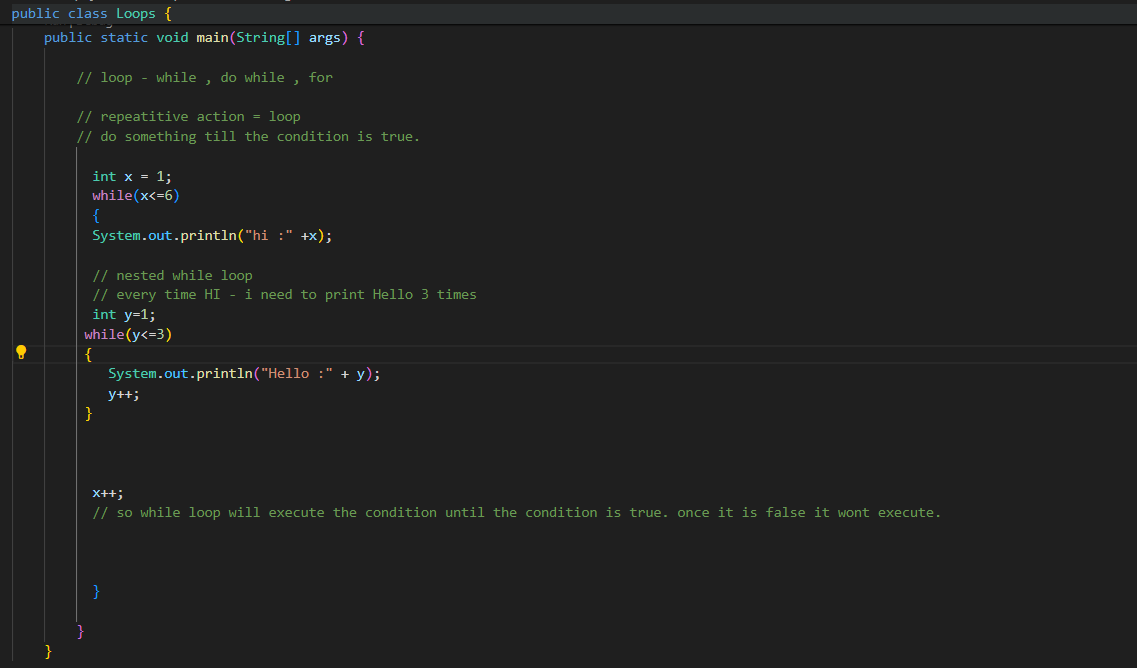 public class Loops {
public static void main(String[] args) {
// loop - while , do while , for
// repeatitive action = loop
// do something till the condition is true.
int x = 1;
while(x<=6)
{
System.out.println("hi :" +x);
// nested while loop
// every time HI - i need to print Hello 3 times
int y=1;
while(y<=3)
{
System.out.println("Hello :" + y);
y++;
}
x++;
// so while loop will execute the condition until the condition is true. once it is false it wont execute.
}
}
}